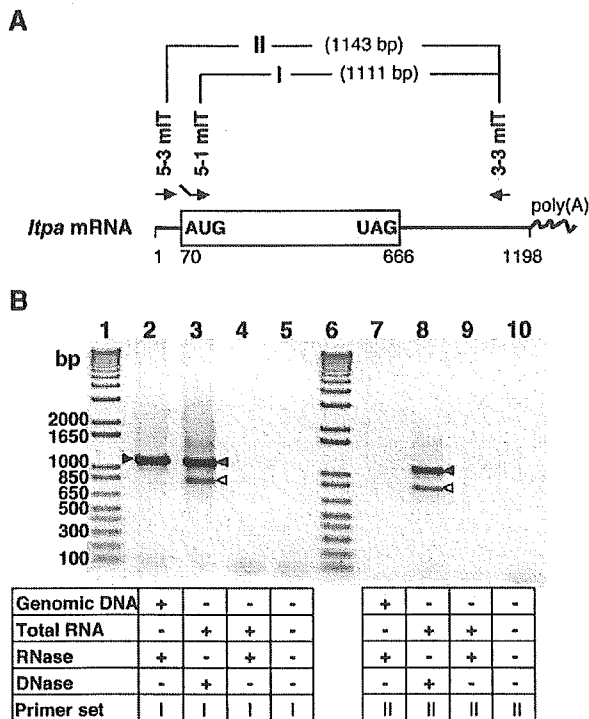 A
II (1143 bp)
I (1111 bp)
5-3 mIT
5-1 mIT
3-3 mIT
poly(A)
Itpa mRNA
AUG UAG
1 70 666 1198
B
1 2 3 4 5 6 7 8 9 10
bp
2000
1650
1000
850
650
500
300
100
Genomic DNA + - - - + - - -
Total RNA - + + - - + + -
RNase + - + - + - + -
DNase - + - - - + - -
Primer set I I I I II II II II